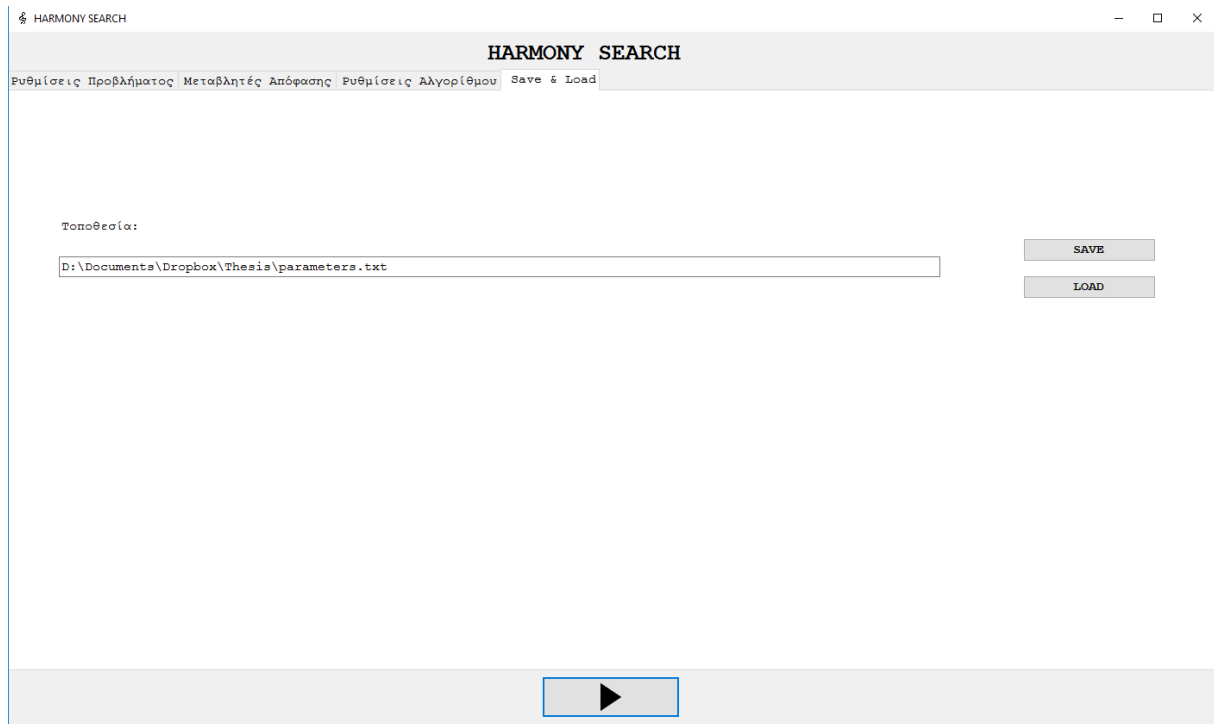 HARMONY SEARCH
HARMONY SEARCH
Ρυθμίσεις Προβλήματος Μεταβλητές Απόφασης Ρυθμίσεις Αλγορίθμου Save & Load
Τοποθεσία:
SAVE
D:\Documents\Dropbox\Thesis\parameters.txt
LOAD